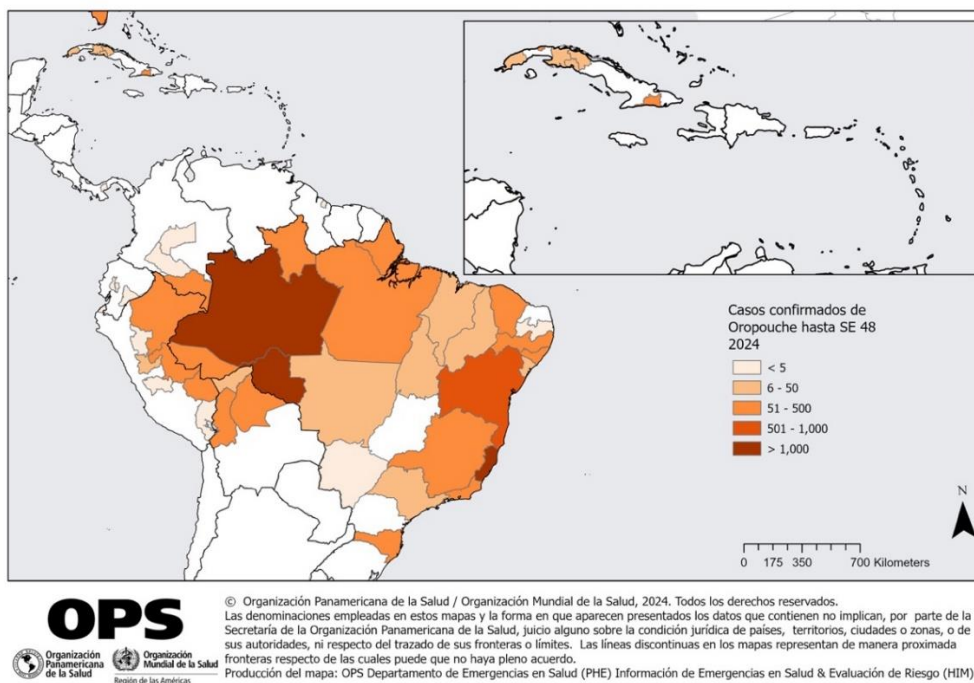 Casos confirmados de
Oropouche hasta SE 48
2024
< 5
6 - 50
51 - 500
501 - 1,000
> 1,000
N
0 175 350 700 Kilometers
OPS
Organización
Panamericana
de la Salud
Organización
Mundial de la Salud
Región de las Américas
© Organización Panamericana de la Salud / Organización Mundial de la Salud, 2024. Todos los derechos reservados.
Las denominaciones empleadas en estos mapas y la forma en que aparecen presentados los datos que contienen no implican, por parte de la
Secretaría de la Organización Panamericana de la Salud, juicio alguno sobre la condición jurídica de países, territorios, ciudades o zonas, o de
sus autoridades, ni respecto del trazado de sus fronteras o límites. Las líneas discontinuas en los mapas representan de manera aproximada
fronteras respecto de las cuales puede que no haya pleno acuerdo.
Producción del mapa: OPS Departamento de Emergencias en Salud (PHE) Información de Emergencias en Salud & Evaluación de Riesgo (HIM)